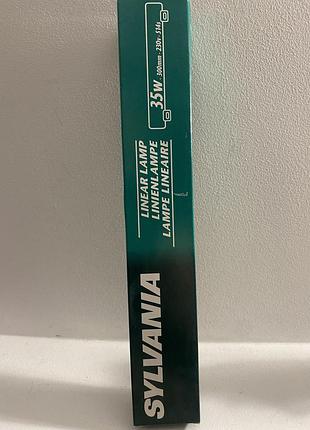 35W - 300mm - 230v - S14s
LINEAR LAMP
LINIENLAMPE
LAMPE LINEAIRE
SYLVANIA